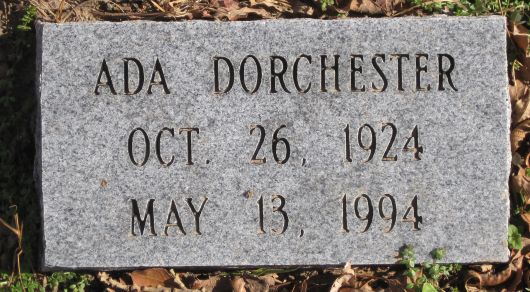 ADA DORCHESTER
OCT. 26, 1924
MAY 13, 1994